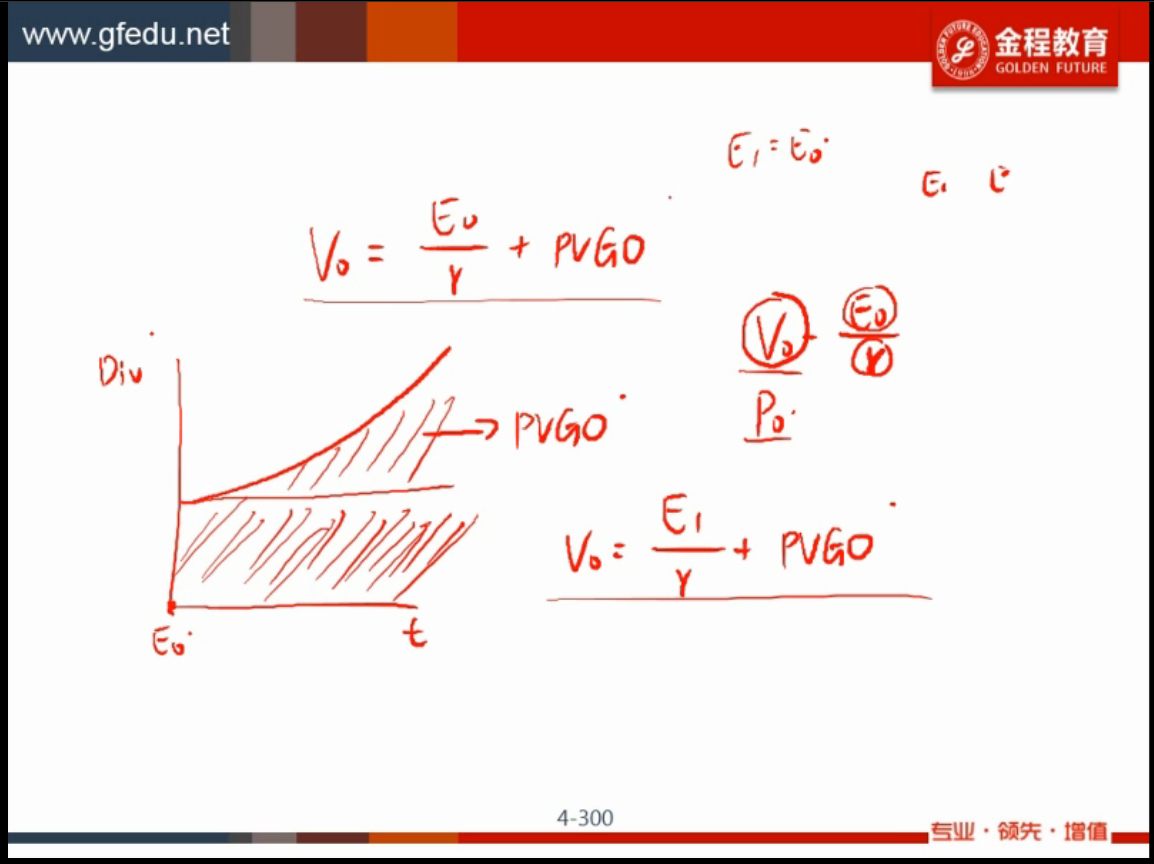 www.gfedu.net
金程教育
GOLDEN FUTURE
E₁ = E₀
E₁ E
V₀ = E₀/r + PVGO
V₀ - E₀/r
P₀
Div
PVGO
V₀ = E₁/r + PVGO
E₀
t
4-300
专业·领先·增值